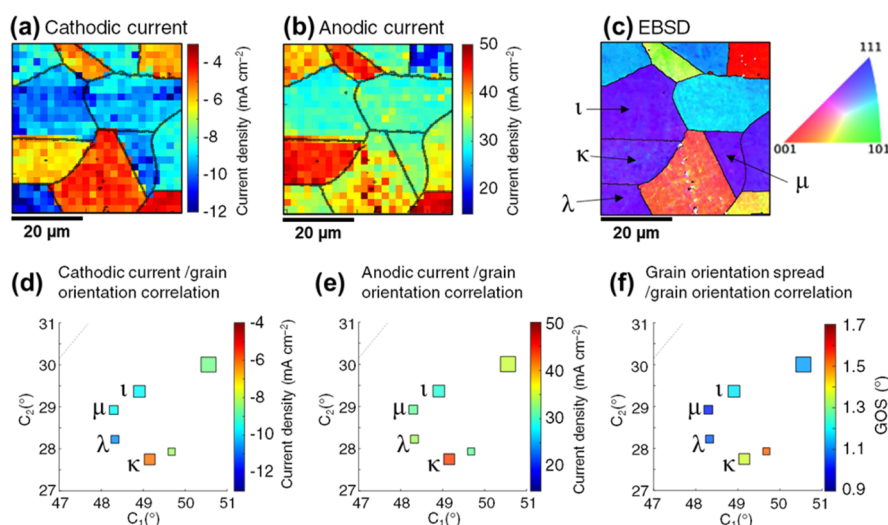 (a) Cathodic current
(b) Anodic current
(c) EBSD
-4
-6
-8
-10
-12
Current density (mA cm⁻²)
50
40
30
20
Current density (mA cm⁻²)
ι
κ
λ
μ
111
001
101
20 μm
20 μm
20 μm
(d) Cathodic current /grain
orientation correlation
(e) Anodic current /grain
orientation correlation
(f) Grain orientation spread
/grain orientation correlation
31
30
29
28
27
C₂(°)
47 48 49 50 51
C₁(°)
ι
μ
λ
κ
-4
-6
-8
-10
-12
Current density (mA cm⁻²)
31
30
29
28
27
C₂(°)
47 48 49 50 51
C₁(°)
ι
μ
λ
κ
50
40
30
20
Current density (mA cm⁻²)
31
30
29
28
27
C₂(°)
47 48 49 50 51
C₁(°)
ι
μ
λ
κ
1.7
1.5
1.3
1.1
0.9
GOS (°)